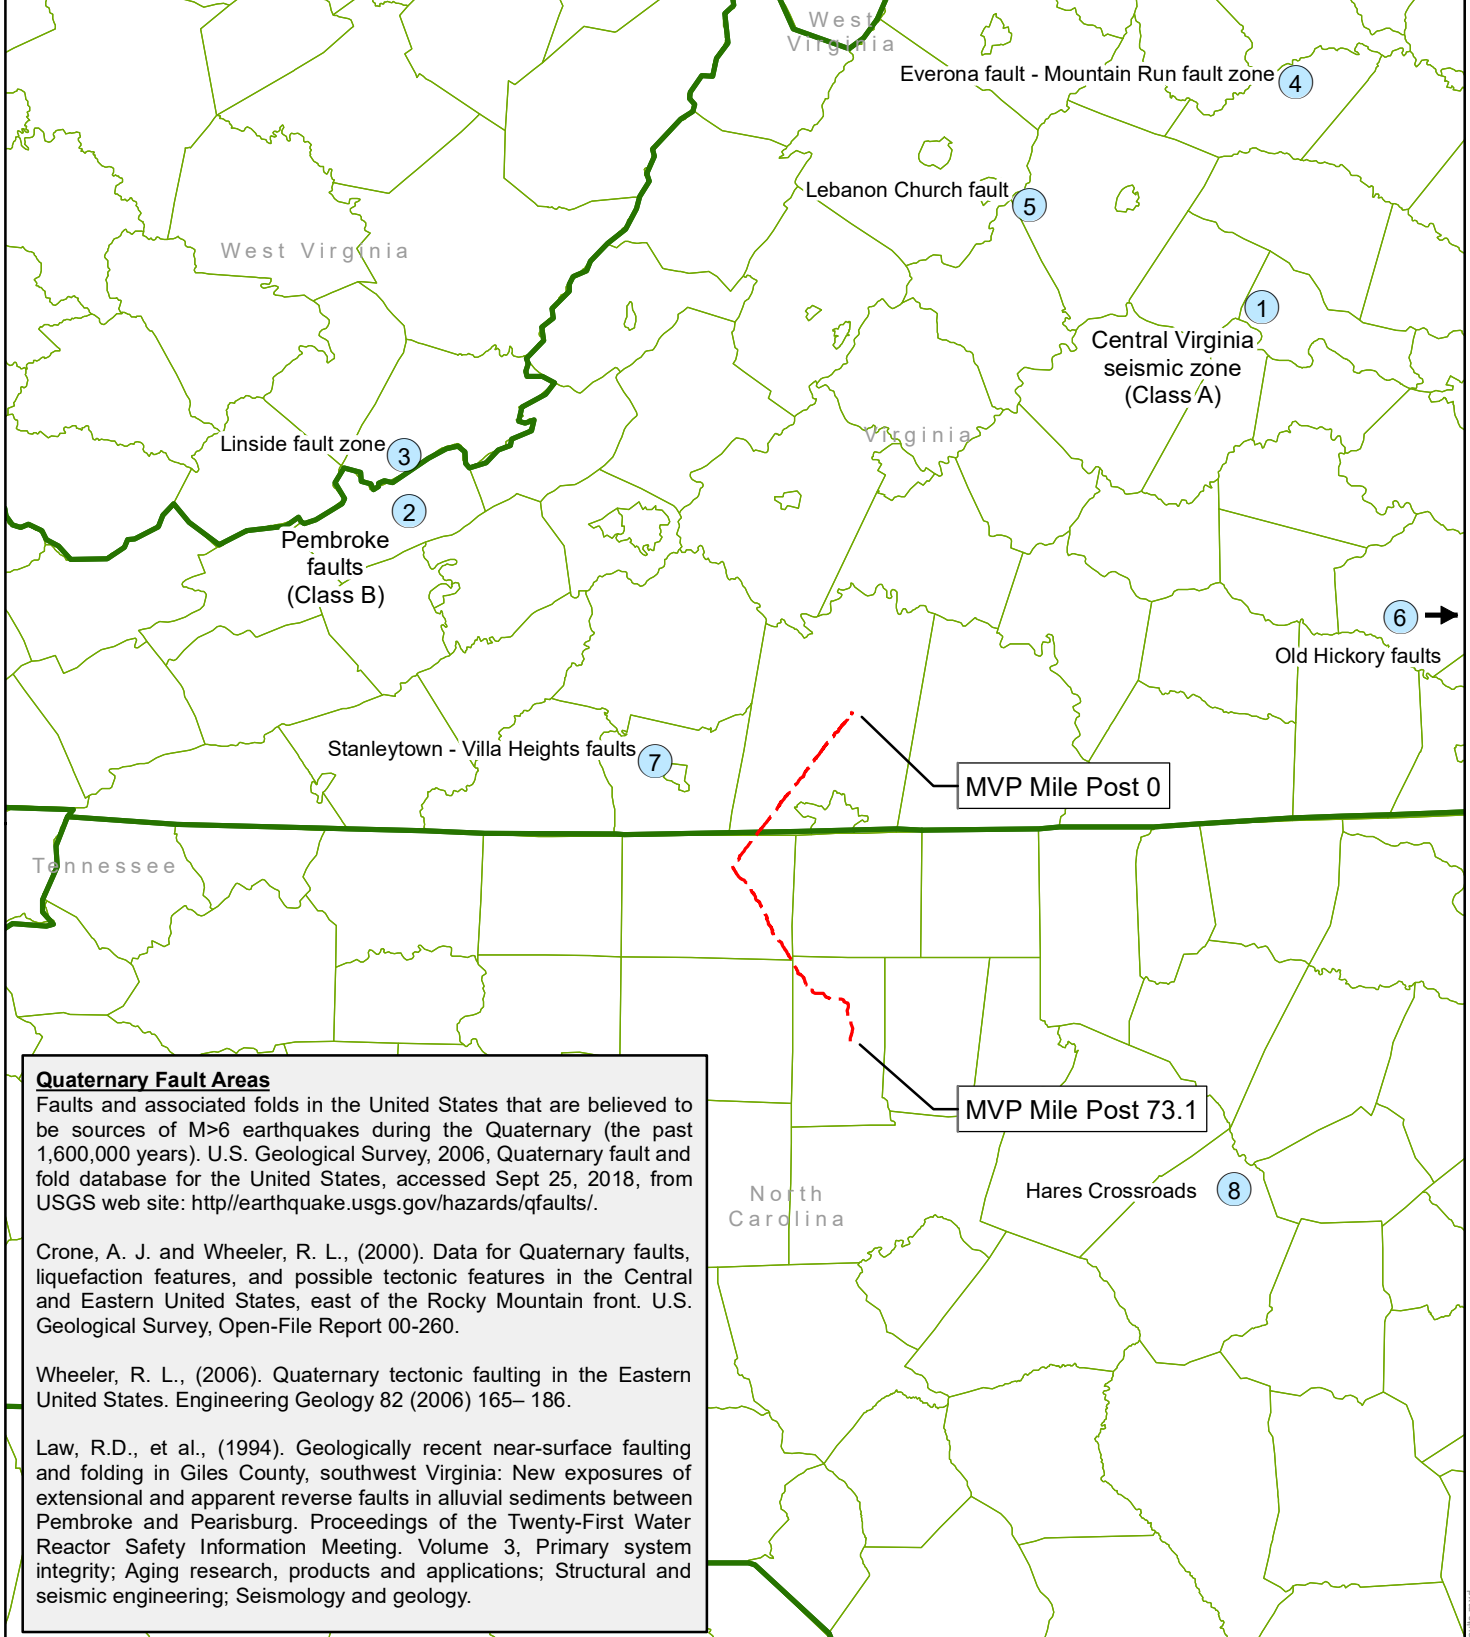 West
Virginia
Everona fault - Mountain Run fault zone
4
Lebanon Church fault
5
West Virginia
1
Central Virginia
seismic zone
(Class A)
Virginia
Linside fault zone
3
2
Pembroke
faults
(Class B)
6
Old Hickory faults
Stanleytown - Villa Heights faults
7
MVP Mile Post 0
Tennessee
MVP Mile Post 73.1
North
Carolina
Hares Crossroads
8
Quaternary Fault Areas
Faults and associated folds in the United States that are believed to
be sources of M>6 earthquakes during the Quaternary (the past
1,600,000 years). U.S. Geological Survey, 2006, Quaternary fault and
fold database for the United States, accessed Sept 25, 2018, from
USGS web site: http//earthquake.usgs.gov/hazards/qfaults/.
Crone, A. J. and Wheeler, R. L., (2000). Data for Quaternary faults,
liquefaction features, and possible tectonic features in the Central
and Eastern United States, east of the Rocky Mountain front. U.S.
Geological Survey, Open-File Report 00-260.
Wheeler, R. L., (2006). Quaternary tectonic faulting in the Eastern
United States. Engineering Geology 82 (2006) 165– 186.
Law, R.D., et al., (1994). Geologically recent near-surface faulting
and folding in Giles County, southwest Virginia: New exposures of
extensional and apparent reverse faults in alluvial sediments between
Pembroke and Pearisburg. Proceedings of the Twenty-First Water
Reactor Safety Information Meeting. Volume 3, Primary system
integrity; Aging research, products and applications; Structural and
seismic engineering; Seismology and geology.